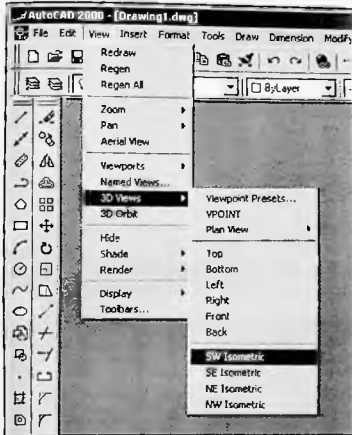 AutoCAD 2000 - [Drawing1.dwg]
File Edit View Insert Format Tools Draw Dimension Modify
Redraw
Regen
Regen All
ByLayer
Zoom
Pan
Aerial View
Viewports
Named Views...
3D Views
3D Orbit
Hide
Shade
Render
Display
Toolbars...
Viewpoint Presets...
VPOINT
Plan View
Top
Bottom
Left
Right
Front
Back
SW Isometric
SE Isometric
NE Isometric
NW Isometric